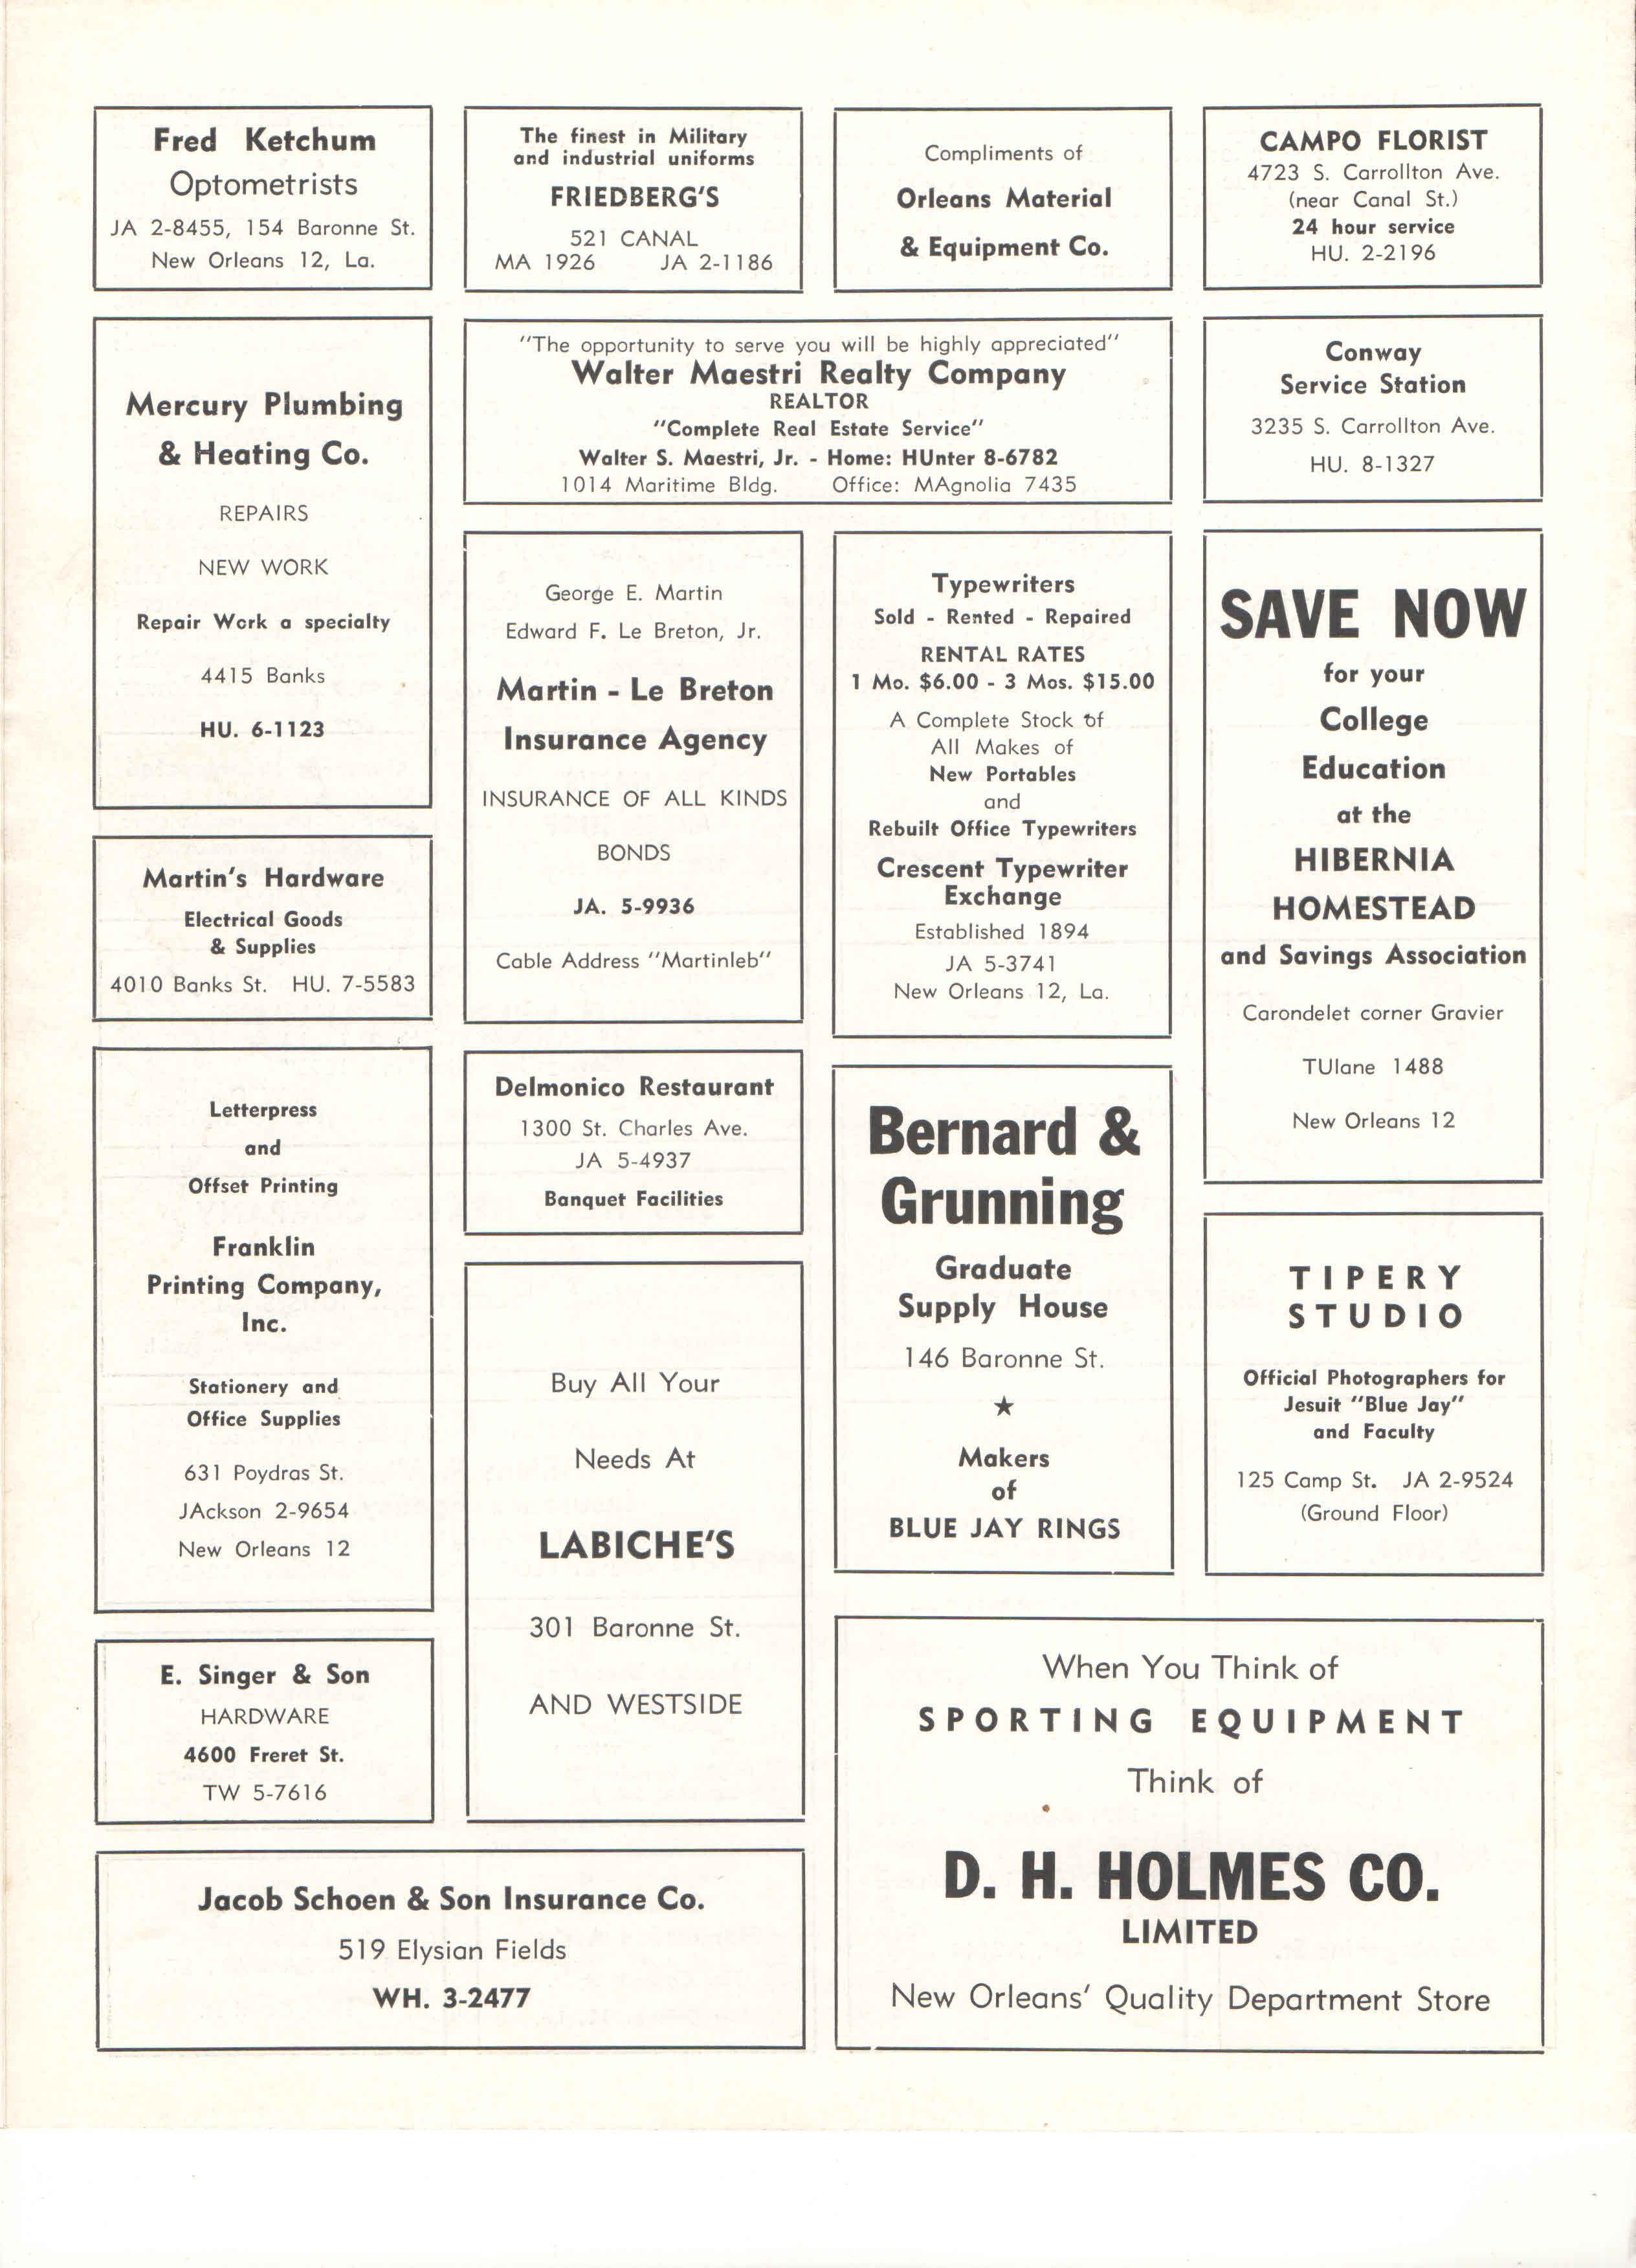 Fred Ketchum
Optometrists
JA 2-8455, 154 Baronne St.
New Orleans 12, La.
The finest in Military
and industrial uniforms
FRIEDBERG'S
521 CANAL
MA 1926 JA 2-1186
Compliments of
Orleans Material
& Equipment Co.
CAMPO FLORIST
4723 S. Carrollton Ave.
(near Canal St.)
24 hour service
HU. 2-2196
Mercury Plumbing
& Heating Co.
REPAIRS
NEW WORK
Repair Work a specialty
4415 Banks
HU. 6-1123
"The opportunity to serve you will be highly appreciated"
Walter Maestri Realty Company
REALTOR
"Complete Real Estate Service"
Walter S. Maestri, Jr. - Home: HUnter 8-6782
1014 Maritime Bldg. Office: MAgnolia 7435
Conway
Service Station
3235 S. Carrollton Ave.
HU. 8-1327
George E. Martin
Edward F. Le Breton, Jr.
Martin - Le Breton
Insurance Agency
INSURANCE OF ALL KINDS
BONDS
JA. 5-9936
Cable Address "Martinleb"
Typewriters
Sold - Rented - Repaired
RENTAL RATES
1 Mo. $6.00 - 3 Mos. $15.00
A Complete Stock of
All Makes of
New Portables
and
Rebuilt Office Typewriters
Crescent Typewriter
Exchange
Established 1894
JA 5-3741
New Orleans 12, La.
SAVE NOW
for your
College
Education
at the
HIBERNIA
HOMESTEAD
and Savings Association
Carondelet corner Gravier
TUlane 1488
New Orleans 12
Martin's Hardware
Electrical Goods
& Supplies
4010 Banks St. HU. 7-5583
Letterpress
and
Offset Printing
Franklin
Printing Company,
Inc.
Stationery and
Office Supplies
631 Poydras St.
JAckson 2-9654
New Orleans 12
Delmonico Restaurant
1300 St. Charles Ave.
JA 5-4937
Banquet Facilities
Bernard &
Grunning
Graduate
Supply House
146 Baronne St.
★
Makers
of
BLUE JAY RINGS
TIPERY
STUDIO
Official Photographers for
Jesuit "Blue Jay"
and Faculty
125 Camp St. JA 2-9524
(Ground Floor)
Buy All Your
Needs At
LABICHE'S
301 Baronne St.
AND WESTSIDE
E. Singer & Son
HARDWARE
4600 Freret St.
TW 5-7616
When You Think of
SPORTING EQUIPMENT
Think of
D. H. HOLMES CO.
LIMITED
New Orleans' Quality Department Store
Jacob Schoen & Son Insurance Co.
519 Elysian Fields
WH. 3-2477